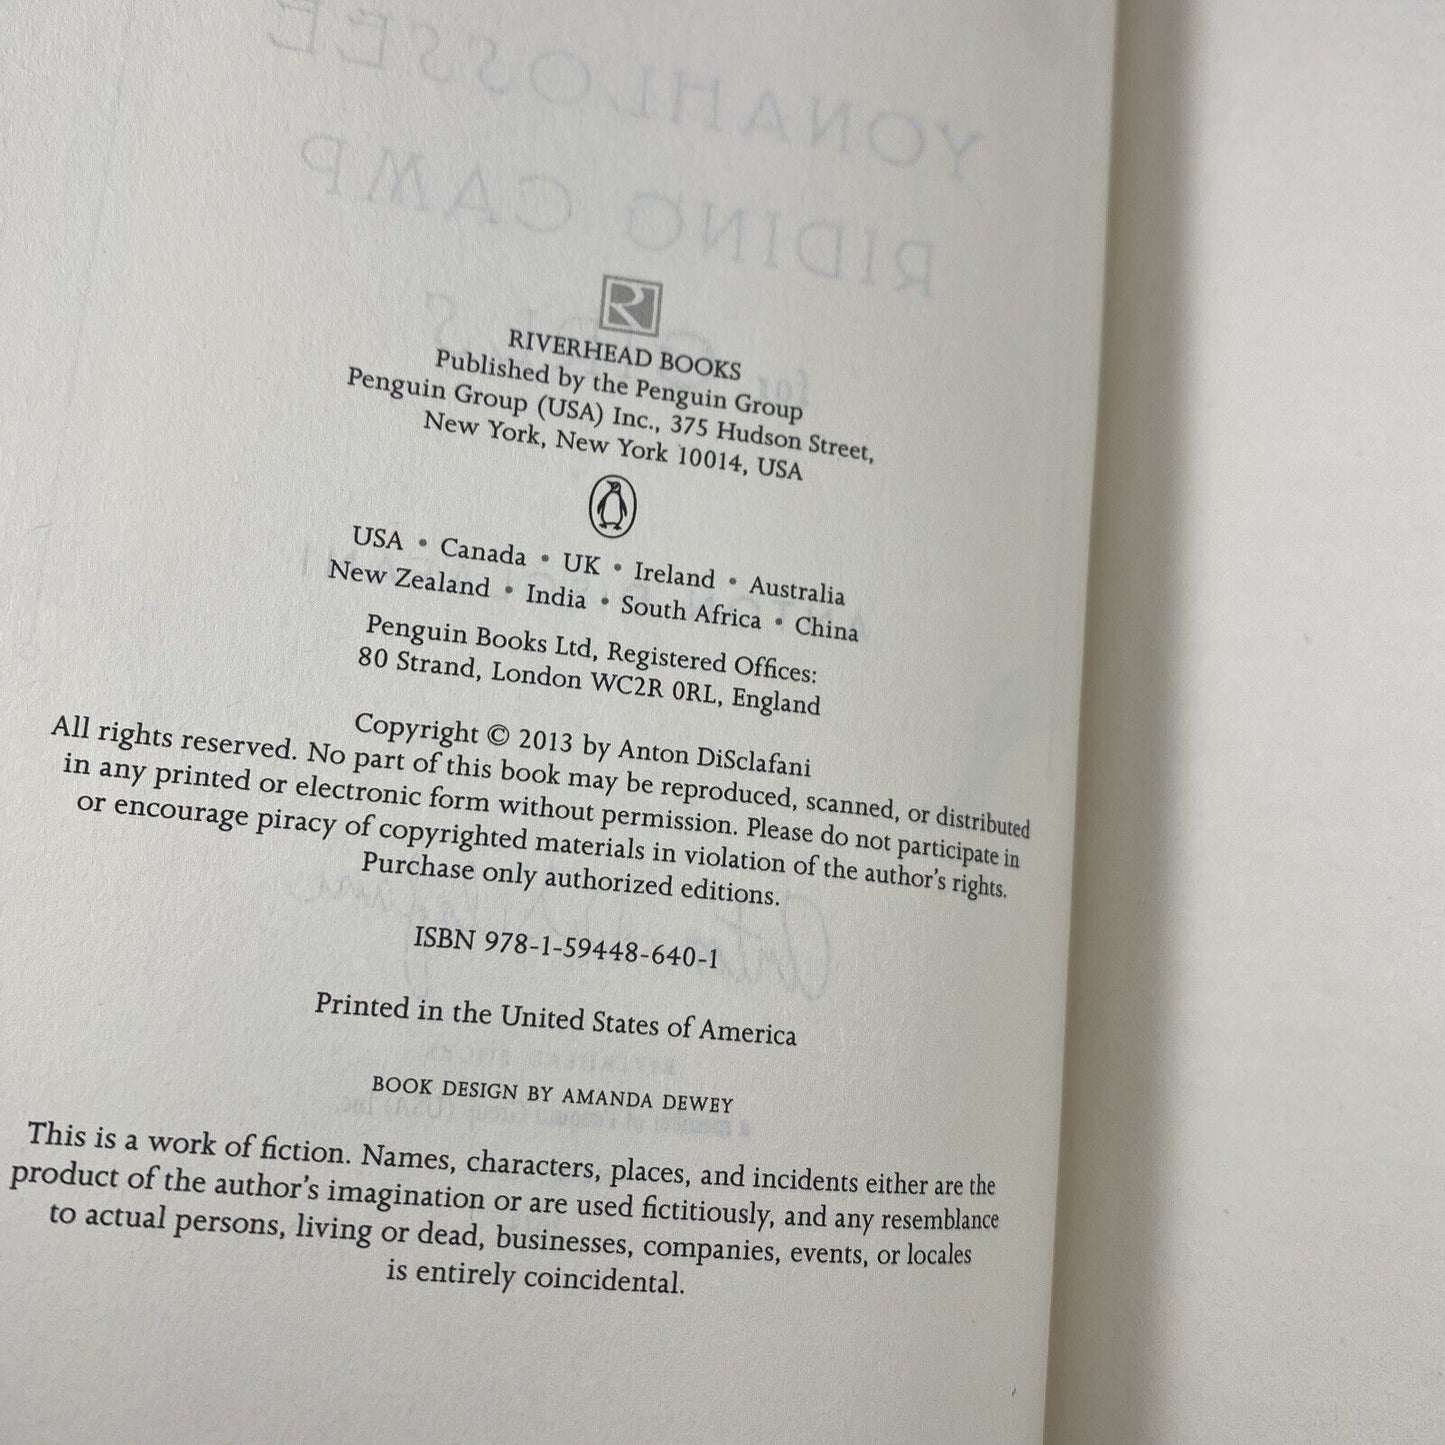 YONAHLOSSEE
RIDING CAMP
for GIRLS
R
RIVERHEAD BOOKS
Published by the Penguin Group
Penguin Group (USA) Inc., 375 Hudson Street,
New York, New York 10014, USA
USA • Canada • UK • Ireland • Australia
New Zealand • India • South Africa • China
Penguin Books Ltd, Registered Offices:
80 Strand, London WC2R 0RL, England
Copyright © 2013 by Anton DiSclafani
All rights reserved. No part of this book may be reproduced, scanned, or distributed
in any printed or electronic form without permission. Please do not participate in
or encourage piracy of copyrighted materials in violation of the author's rights.
Purchase only authorized editions.
ISBN 978-1-59448-640-1
Printed in the United States of America
BOOK DESIGN BY AMANDA DEWEY
This is a work of fiction. Names, characters, places, and incidents either are the
product of the author's imagination or are used fictitiously, and any resemblance
to actual persons, living or dead, businesses, companies, events, or locales
is entirely coincidental.